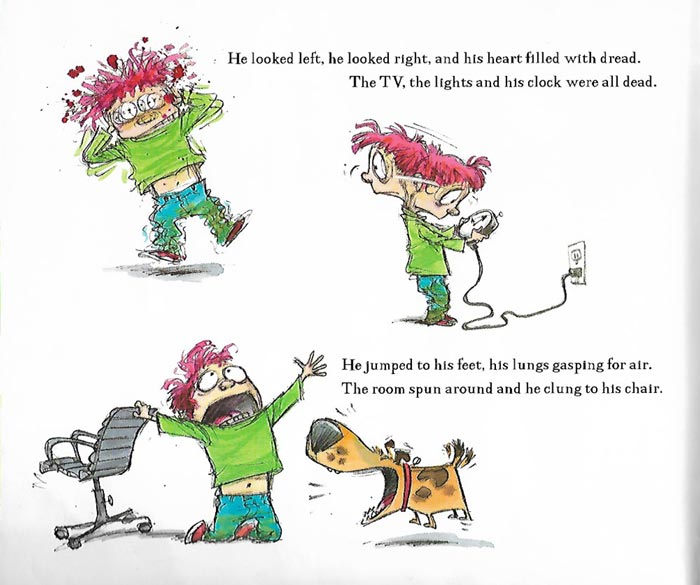 He looked left, he looked right, and his heart filled with dread.
The TV, the lights and his clock were all dead.
He jumped to his feet, his lungs gasping for air.
The room spun around and he clung to his chair.